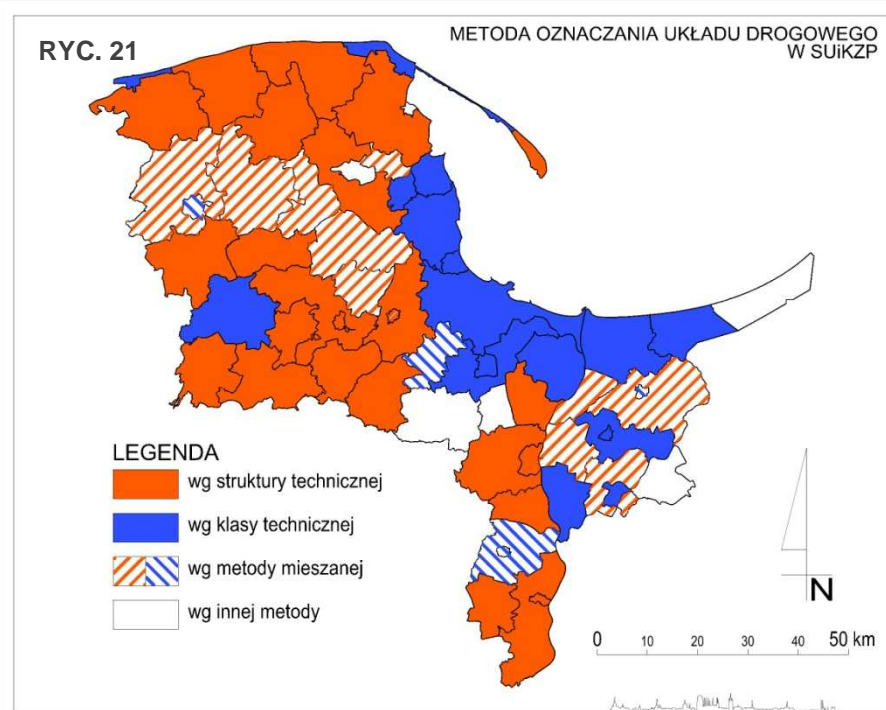 RYC. 21
METODA OZNACZANIA UKŁADU DROGOWEGO
W SUiKZP
LEGENDA
wg struktury technicznej
wg klasy technicznej
wg metody mieszanej
wg innej metody
N
0 10 20 30 40 50 km